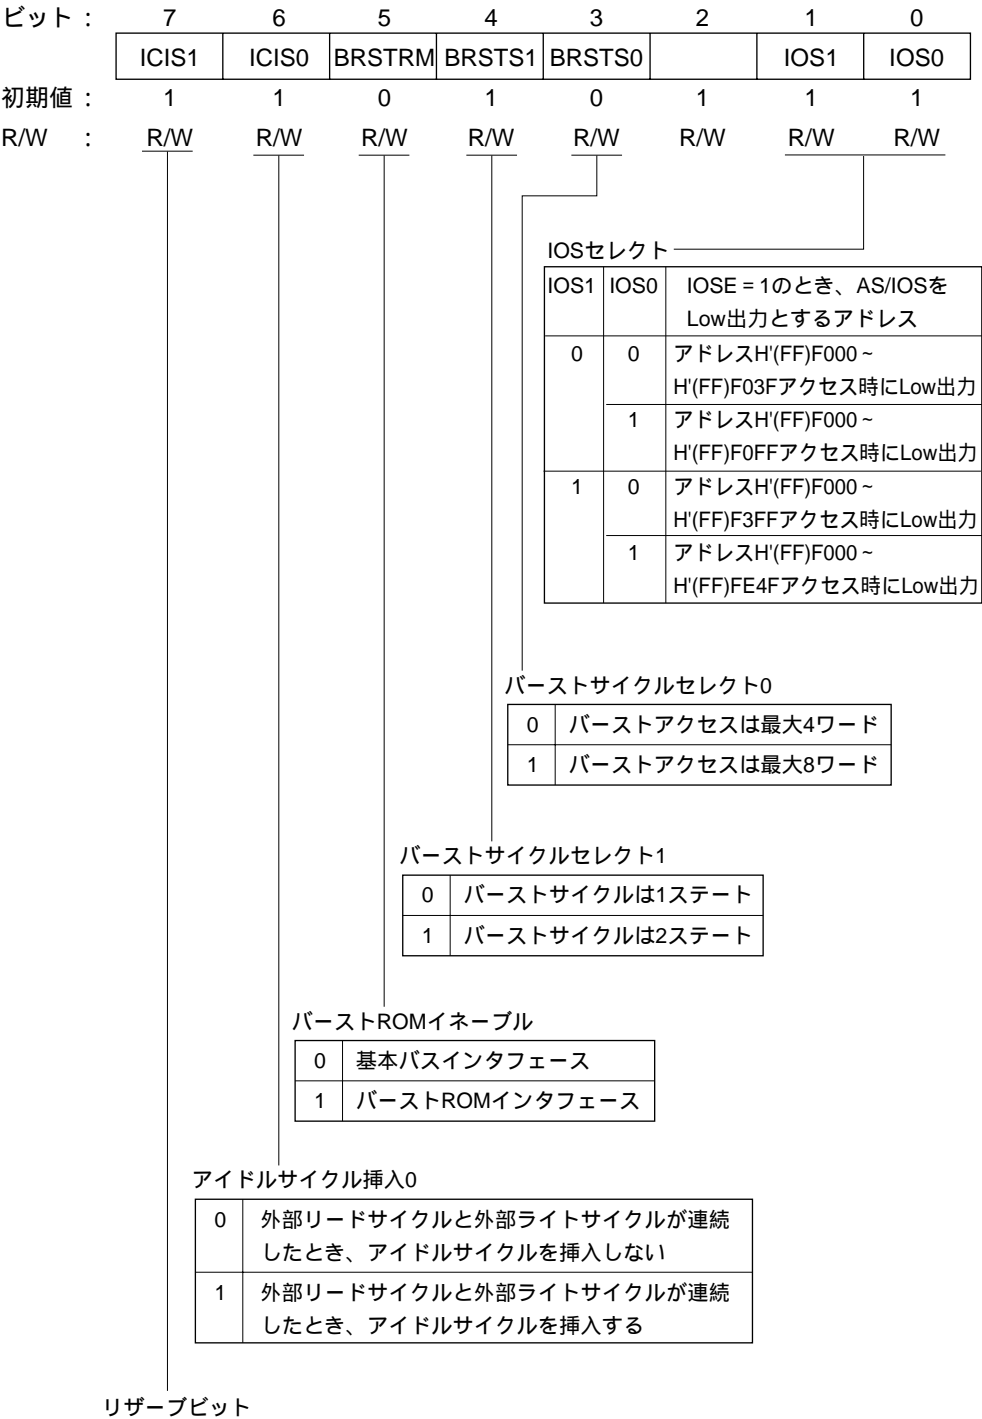 ビット： 7 6 5 4 3 2 1 0
ICIS1 ICIS0 BRSTRM BRSTS1 BRSTS0 IOS1 IOS0
初期値： 1 1 0 1 0 1 1 1
R/W ： R/W R/W R/W R/W R/W R/W R/W R/W
IOSセレクト
IOS1 IOS0 IOSE = 1のとき、AS/IOSを
Low出力とするアドレス
0 0 アドレスH'(FF)F000～
H'(FF)F03Fアクセス時にLow出力
1 アドレスH'(FF)F000～
H'(FF)F0FFアクセス時にLow出力
1 0 アドレスH'(FF)F000～
H'(FF)F3FFアクセス時にLow出力
1 アドレスH'(FF)F000～
H'(FF)FE4Fアクセス時にLow出力
バーストサイクルセレクト0
0 バーストアクセスは最大4ワード
1 バーストアクセスは最大8ワード
バーストサイクルセレクト1
0 バーストサイクルは1ステート
1 バーストサイクルは2ステート
バーストROMイネーブル
0 基本バスインタフェース
1 バーストROMインタフェース
アイドルサイクル挿入0
0 外部リードサイクルと外部ライトサイクルが連続
したとき、アイドルサイクルを挿入しない
1 外部リードサイクルと外部ライトサイクルが連続
したとき、アイドルサイクルを挿入する
リザーブビット